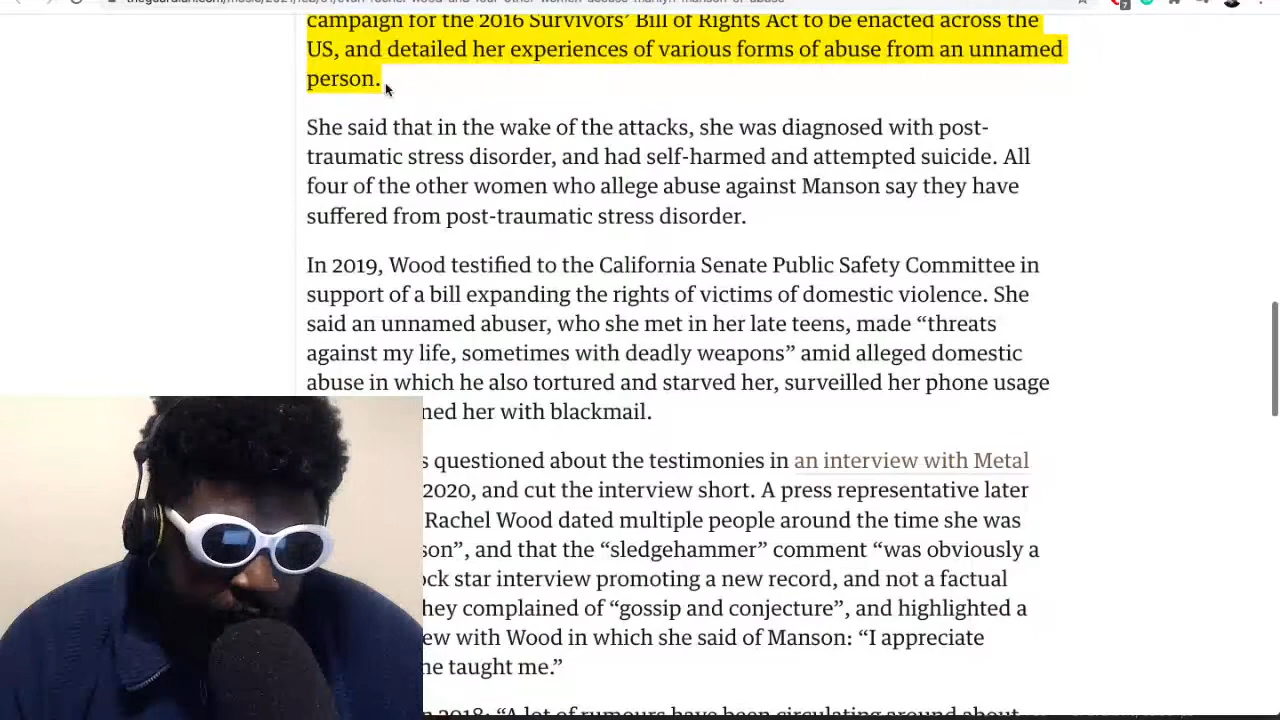 campaign for the 2016 Survivors’ Bill of Rights Act to be enacted across the
US, and detailed her experiences of various forms of abuse from an unnamed
person.
She said that in the wake of the attacks, she was diagnosed with post-
traumatic stress disorder, and had self-harmed and attempted suicide. All
four of the other women who allege abuse against Manson say they have
suffered from post-traumatic stress disorder.
In 2019, Wood testified to the California Senate Public Safety Committee in
support of a bill expanding the rights of victims of domestic violence. She
said an unnamed abuser, who she met in her late teens, made “threats
against my life, sometimes with deadly weapons” amid alleged domestic
abuse in which he also tortured and starved her, surveilled her phone usage
ned her with blackmail.
s questioned about the testimonies in an interview with Metal
2020, and cut the interview short. A press representative later
Rachel Wood dated multiple people around the time she was
son”, and that the “sledgehammer” comment “was obviously a
ock star interview promoting a new record, and not a factual
hey complained of “gossip and conjecture”, and highlighted a
ew with Wood in which she said of Manson: “I appreciate
he taught me.”
2018: “A lot of rumours have been circulating around about